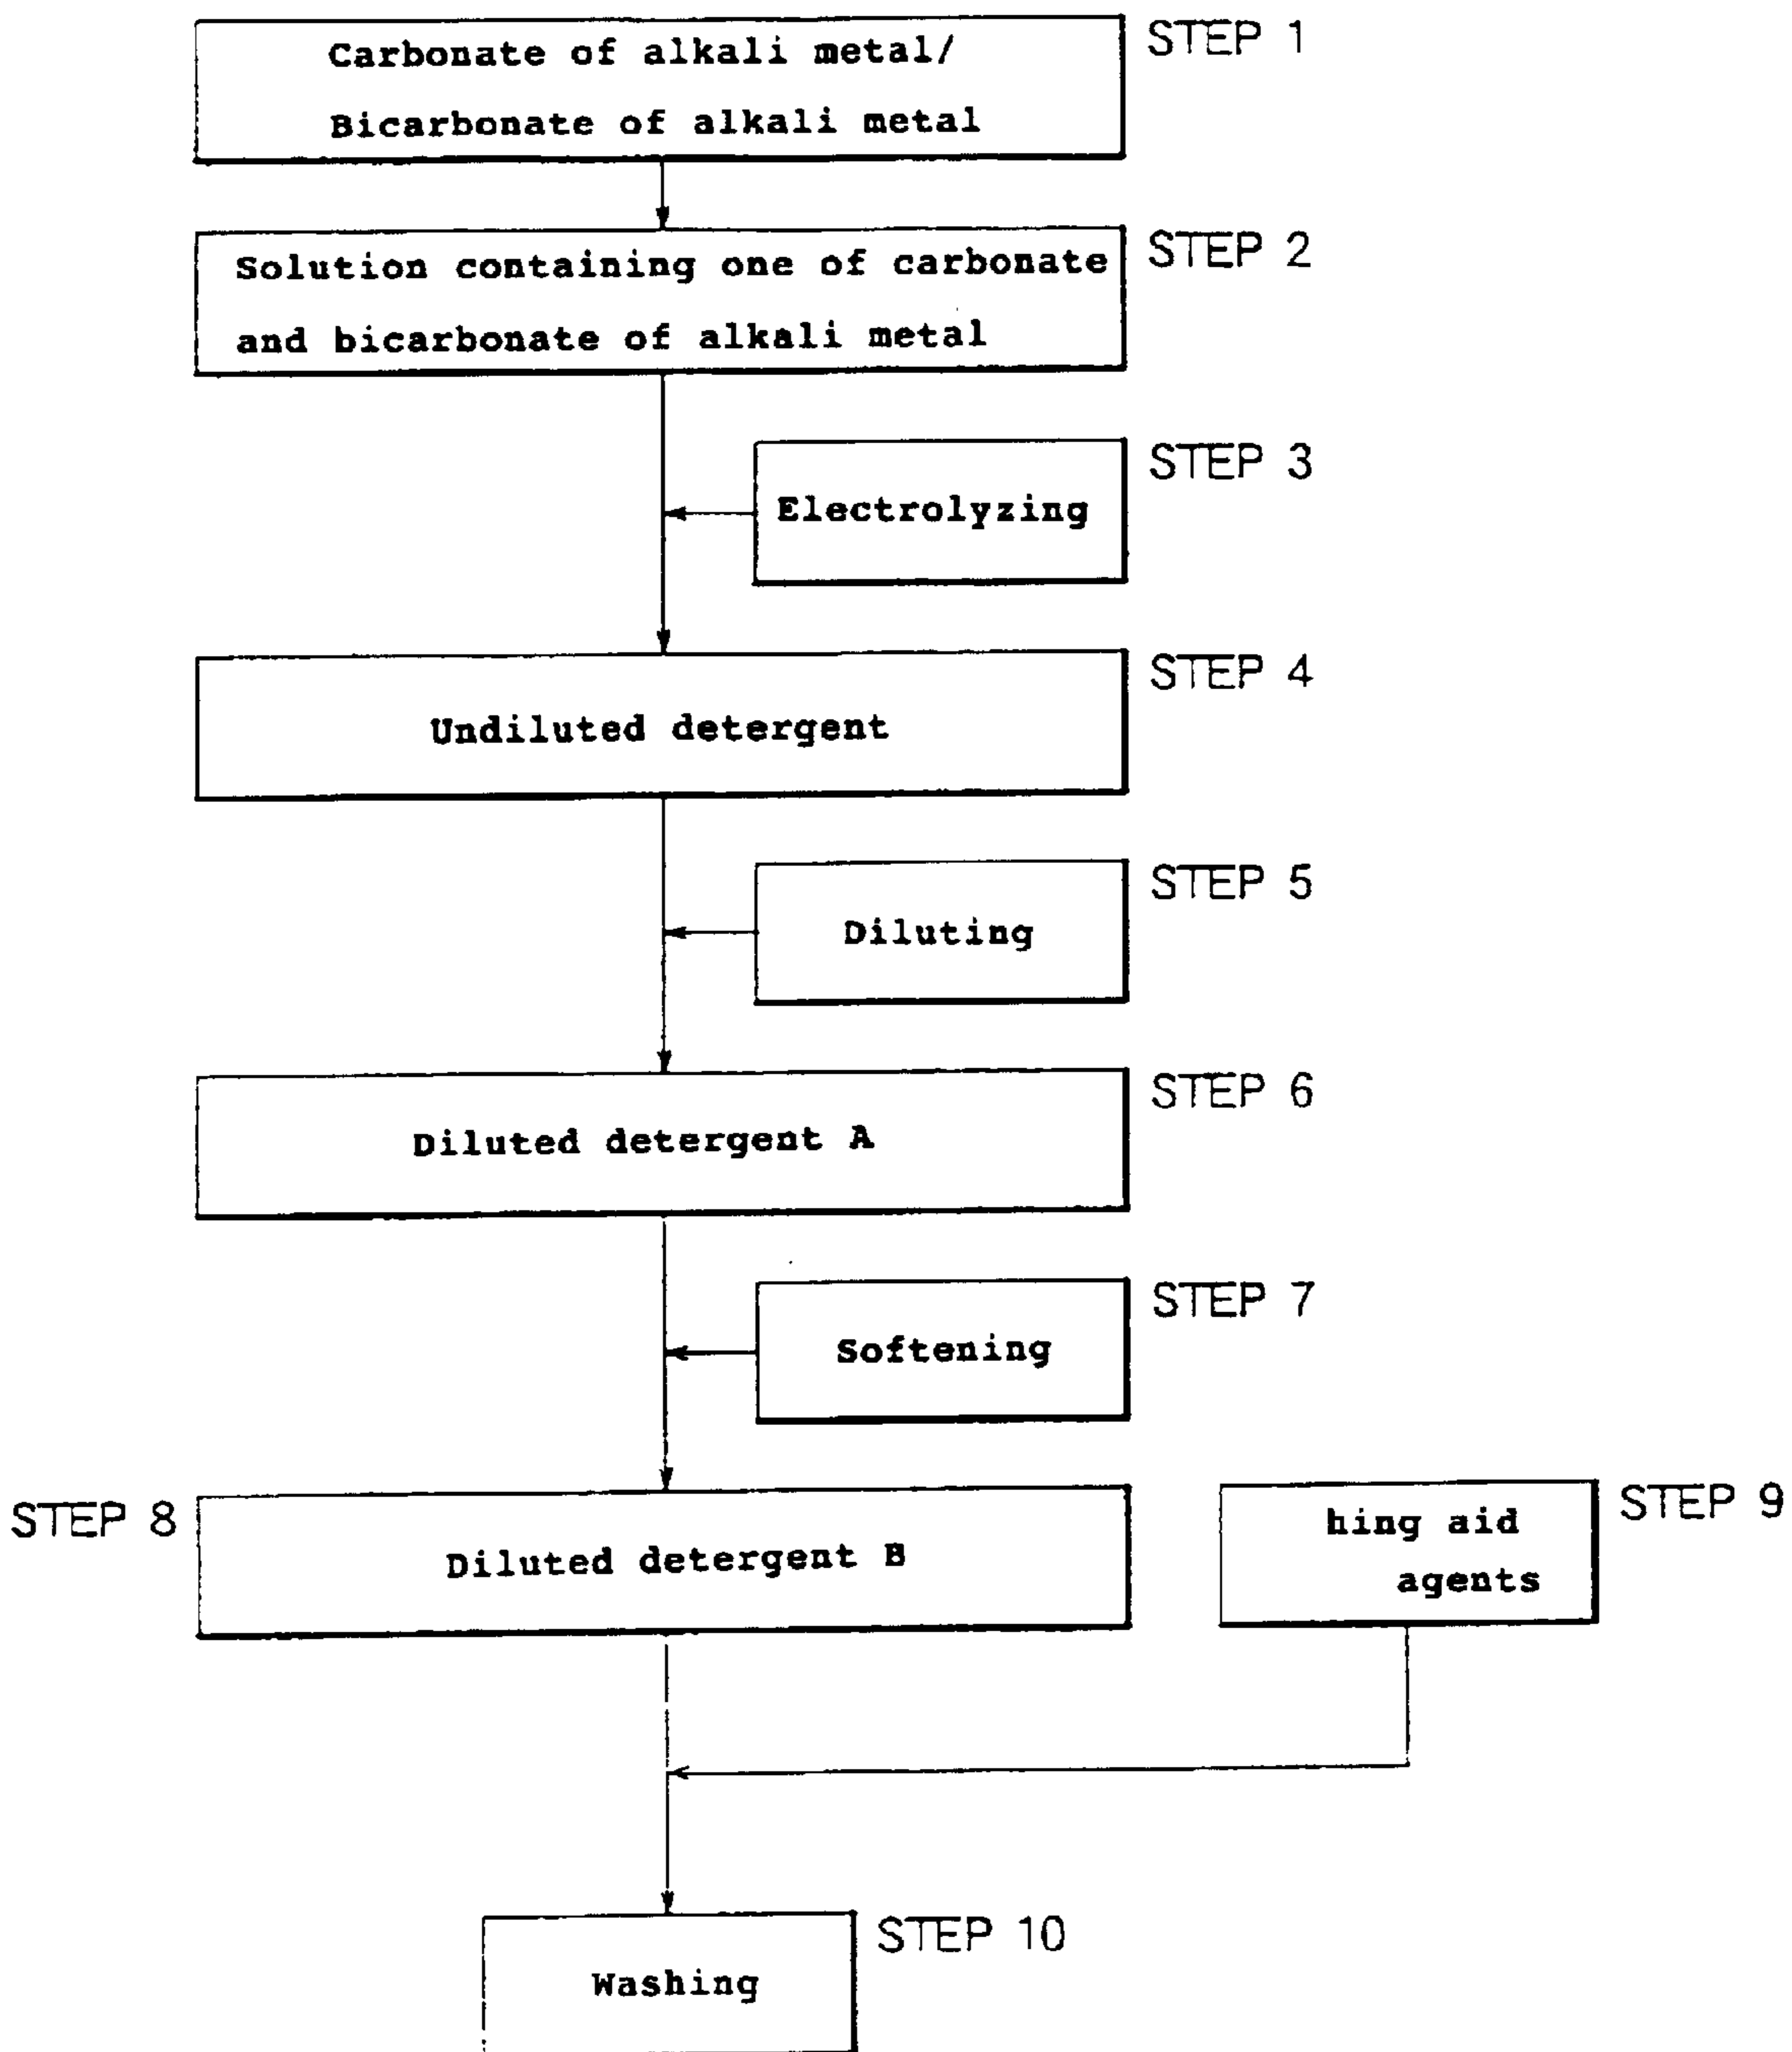 Carbonate of alkali metal/
Bicarbonate of alkali metal
STEP 1
Solution containing one of carbonate
and bicarbonate of alkali metal
STEP 2
Electrolyzing
STEP 3
Undiluted detergent
STEP 4
Diluting
STEP 5
Diluted detergent A
STEP 6
Softening
STEP 7
STEP 8
Diluted detergent B
hing aid
agents
STEP 9
Washing
STEP 10